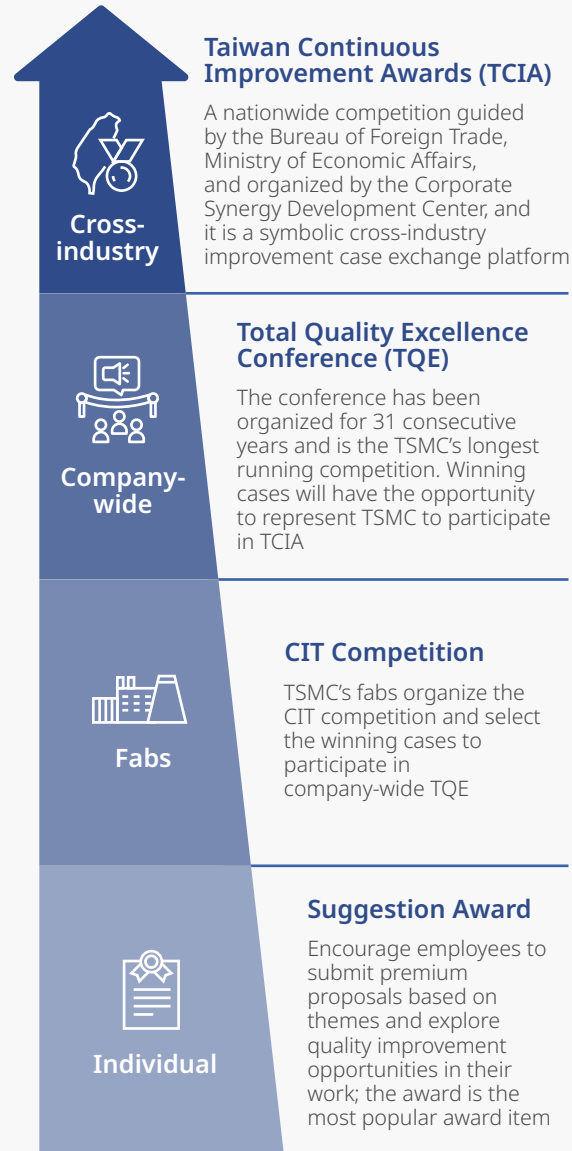 Taiwan Continuous
Improvement Awards (TCIA)
A nationwide competition guided
by the Bureau of Foreign Trade,
Ministry of Economic Affairs,
and organized by the Corporate
Synergy Development Center, and
it is a symbolic cross-industry
improvement case exchange platform
Cross-
industry
Total Quality Excellence
Conference (TQE)
The conference has been
organized for 31 consecutive
years and is the TSMC's longest
running competition. Winning
cases will have the opportunity
to represent TSMC to participate
in TCIA
Company-
wide
CIT Competition
TSMC's fabs organize the
CIT competition and select
the winning cases to
participate in
company-wide TQE
Fabs
Suggestion Award
Encourage employees to
submit premium
proposals based on
themes and explore
quality improvement
opportunities in their
work; the award is the
most popular award item
Individual